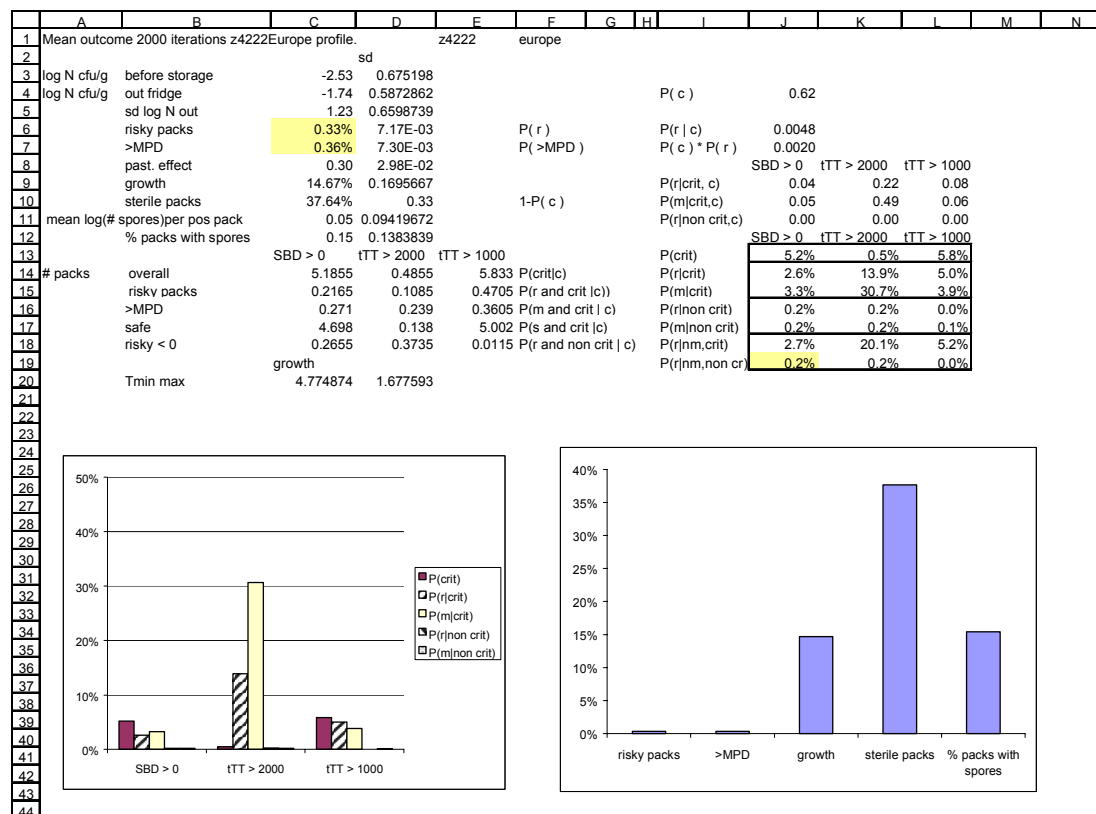 A B C D E F G H I J K L M N
1 Mean outcome 2000 iterations z4222Europe profile. z4222 europe
2 sd
3 log N cfu/g before storage -2.53 0.675198
4 log N cfu/g out fridge -1.74 0.5872862 P( c ) 0.62
5 sd log N out 1.23 0.6598739
6 risky packs 0.33% 7.17E-03 P( r ) P(r | c) 0.0048
7 >MPD 0.36% 7.30E-03 P( >MPD ) P( c ) * P( r ) 0.0020
8 past. effect 0.30 2.98E-02 SBD > 0 tTT > 2000 tTT > 1000
9 growth 14.67% 0.1695667 P(r|crit, c) 0.04 0.22 0.08
10 sterile packs 37.64% 0.33 1-P( c ) P(m|crit,c) 0.05 0.49 0.06
11 mean log(# spores)per pos pack 0.05 0.09419672 P(r|non crit,c) 0.00 0.00 0.00
12 % packs with spores 0.15 0.1383839 SBD > 0 tTT > 2000 tTT > 1000
13 SBD > 0 tTT > 2000 tTT > 1000 P(crit) 5.2% 0.5% 5.8%
14 # packs overall 5.1855 0.4855 5.833 P(crit|c) P(r|crit) 2.6% 13.9% 5.0%
15 risky packs 0.2165 0.1085 0.4705 P(r and crit |c)) P(m|crit) 3.3% 30.7% 3.9%
16 >MPD 0.271 0.239 0.3605 P(m and crit | c) P(r|non crit) 0.2% 0.2% 0.0%
17 safe 4.698 0.138 5.002 P(s and crit |c) P(m|non crit) 0.2% 0.2% 0.1%
18 risky < 0 0.2655 0.3735 0.0115 P(r and non crit | c) P(r|nm,crit) 2.7% 20.1% 5.2%
19 growth P(r|nm,non cr) 0.2% 0.2% 0.0%
20 Tmin max 4.774874 1.677593
21
22
23
24
25
26
27
28
29
30
31
32
33
34
35
36
37
38
39
40
41
42
43
44
50%
40%
30%
20%
10%
0%
SBD > 0 tTT > 2000 tTT > 1000
P(crit)
P(r|crit)
P(m|crit)
P(r|non crit)
P(m|non crit)
40%
35%
30%
25%
20%
15%
10%
5%
0%
risky packs >MPD growth sterile packs % packs with
spores